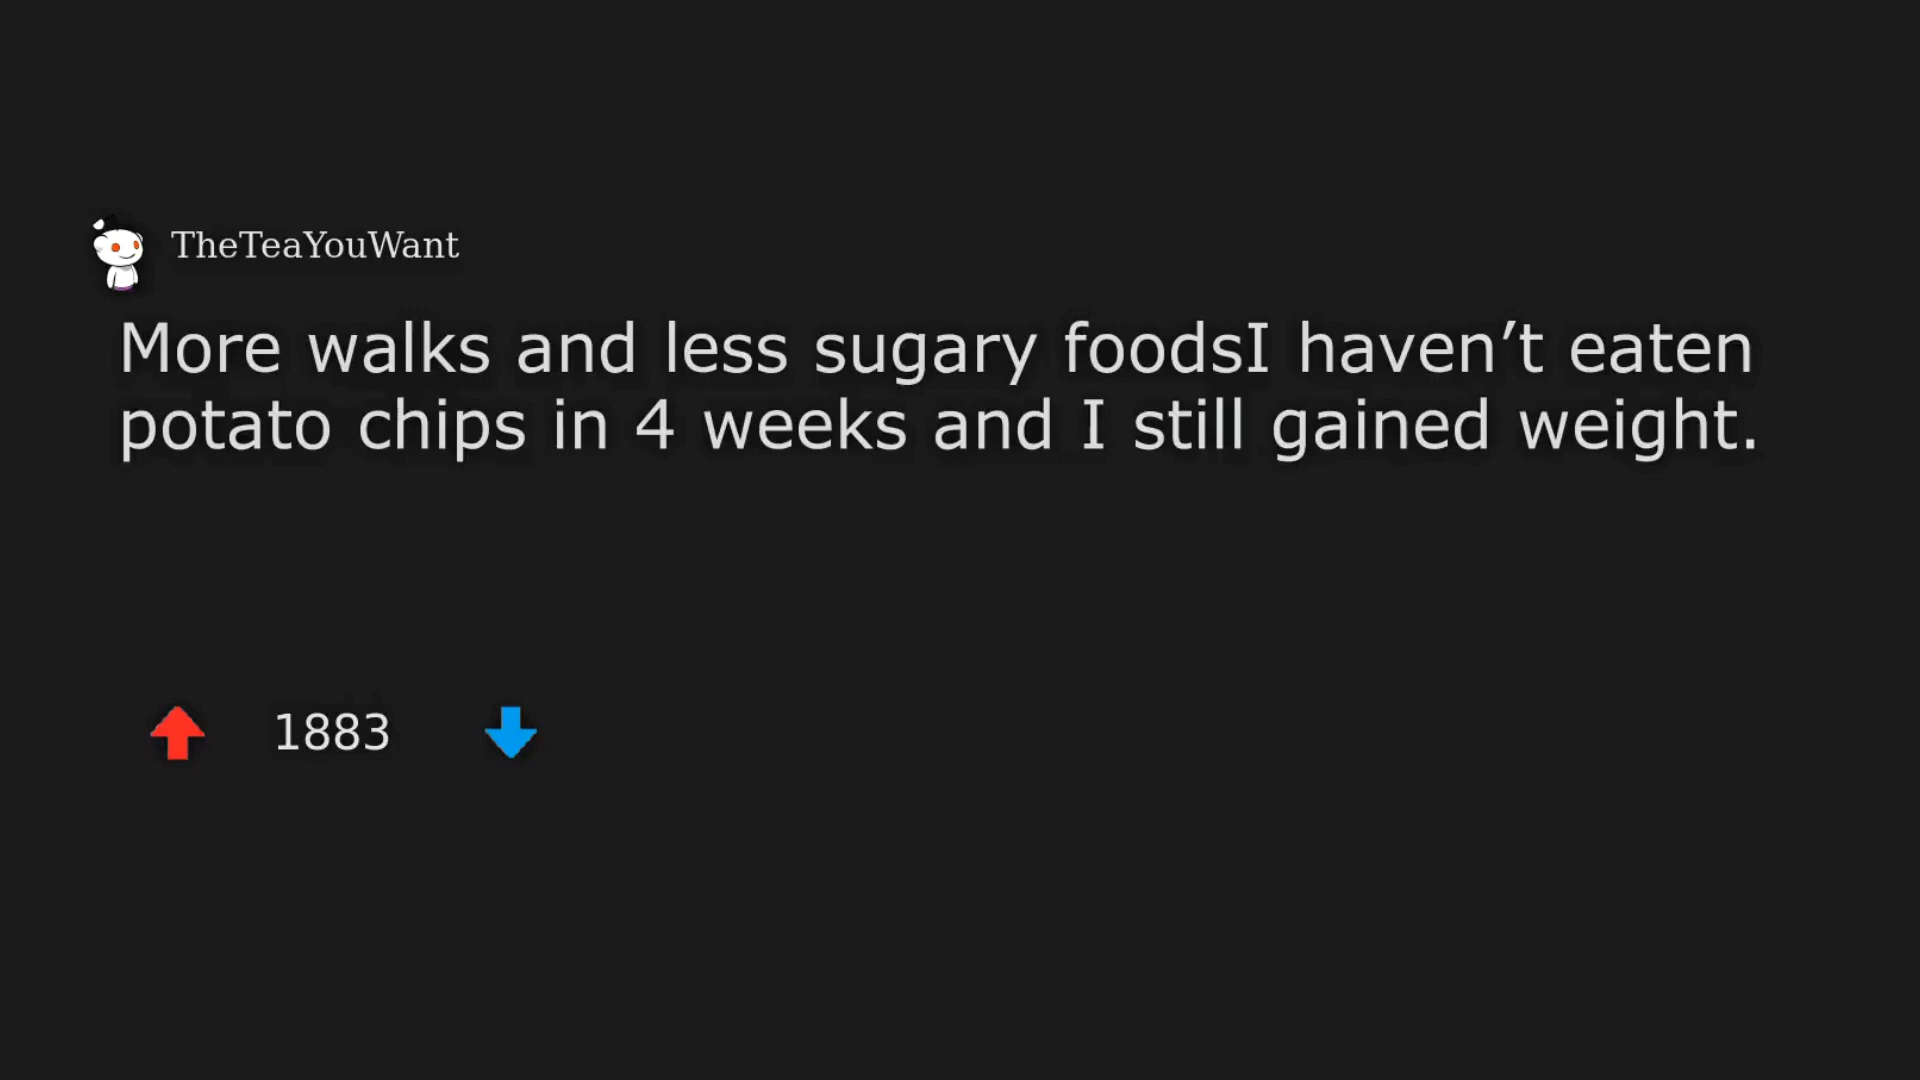 TheTeaYouWant
More walks and less sugary foodsI haven’t eaten
potato chips in 4 weeks and I still gained weight.
1883